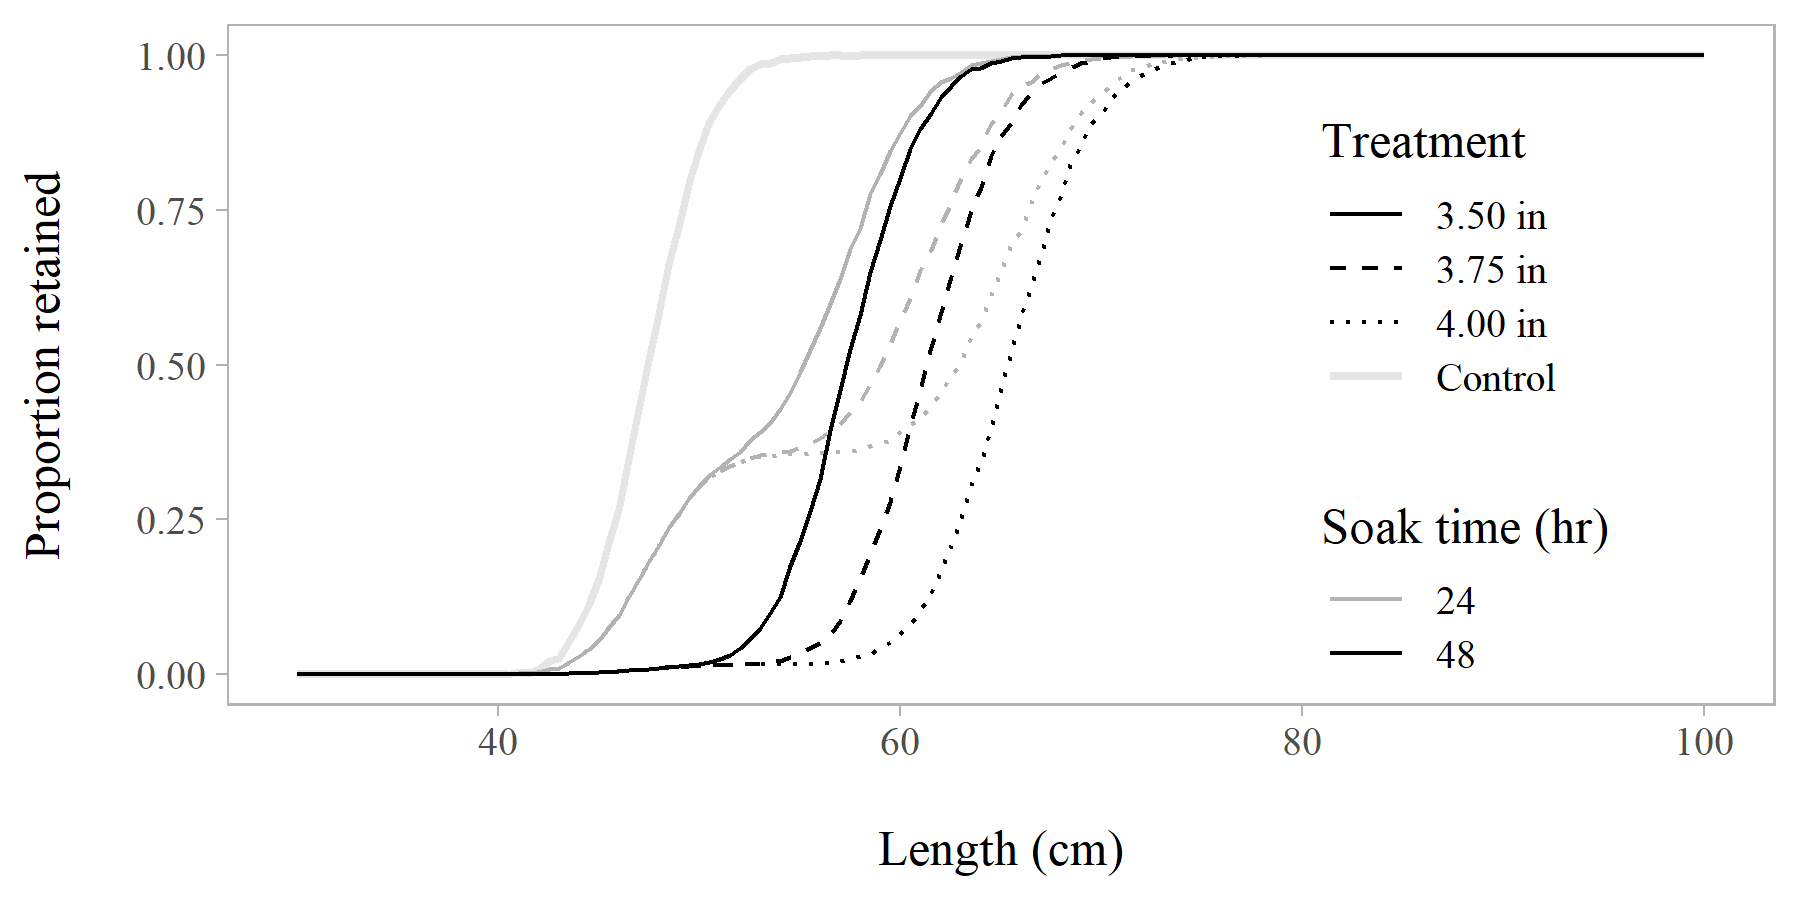 Proportion retained
1.00
0.75
0.50
0.25
0.00
40
60
80
100
Length (cm)
Treatment
3.50 in
3.75 in
4.00 in
Control
Soak time (hr)
24
48